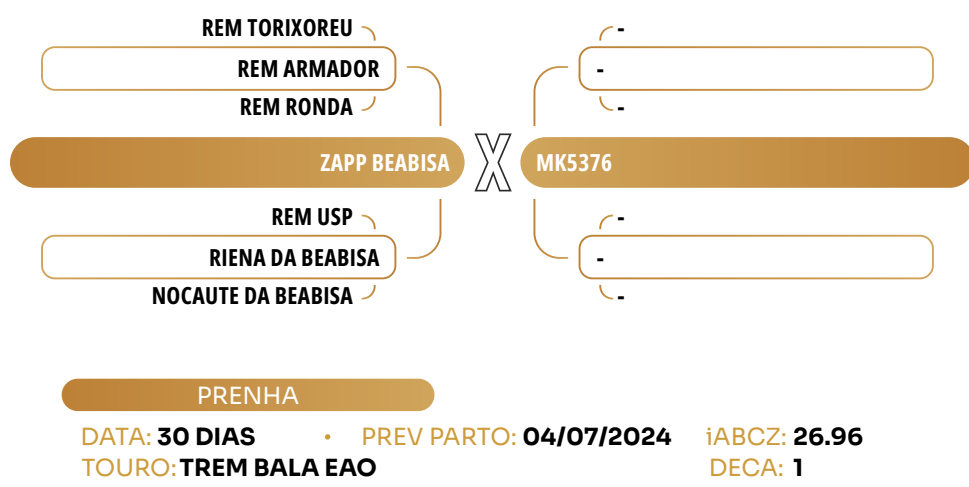 REM TORIXOREU
-
REM ARMADOR
-
REM RONDA
-
ZAPP BEABISA X MK5376
REM USP
-
RIENA DA BEABISA
-
NOCAUTE DA BEABISA
-
PRENHA
DATA: 30 DIAS • PREV PARTO: 04/07/2024 iABCZ: 26.96
TOURO: TREM BALA EAO DECA: 1